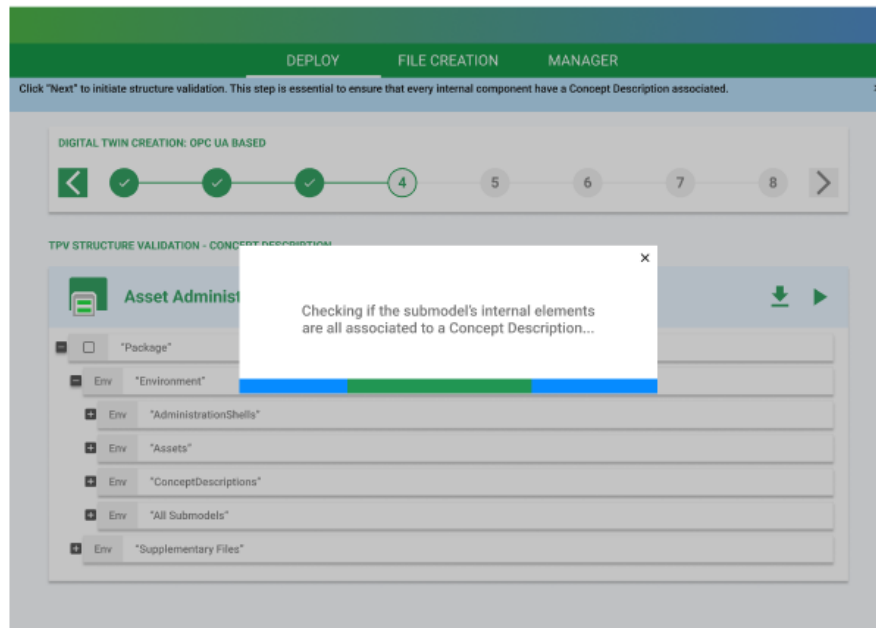 DEPLOY FILE CREATION MANAGER
Click "Next" to initiate structure validation. This step is essential to ensure that every internal component have a Concept Description associated.
DIGITAL TWIN CREATION: OPC UA BASED
4 5 6 7 8
TPV STRUCTURE VALIDATION - CONCEPT DESCRIPTION
Asset Administ
Checking if the submodel's internal elements
are all associated to a Concept Description...
"Package"
Env "Environment"
Env "AdministrationShells"
Env "Assets"
Env "ConceptDescriptions"
Env "All Submodels"
Env "Supplementary Files"